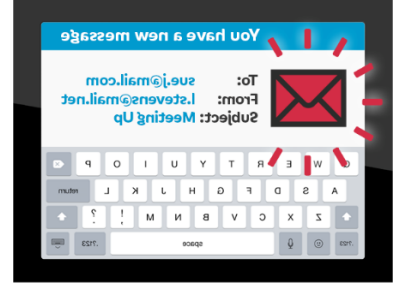 You have a new message
To: sue.j@mail.com
From: l.stevens@mail.net
Subject: Meeting Up
Q W E R T Y U I O P
A S D F G H J K L return
Z X C V B N M ! , ? .
.?123 space .?123